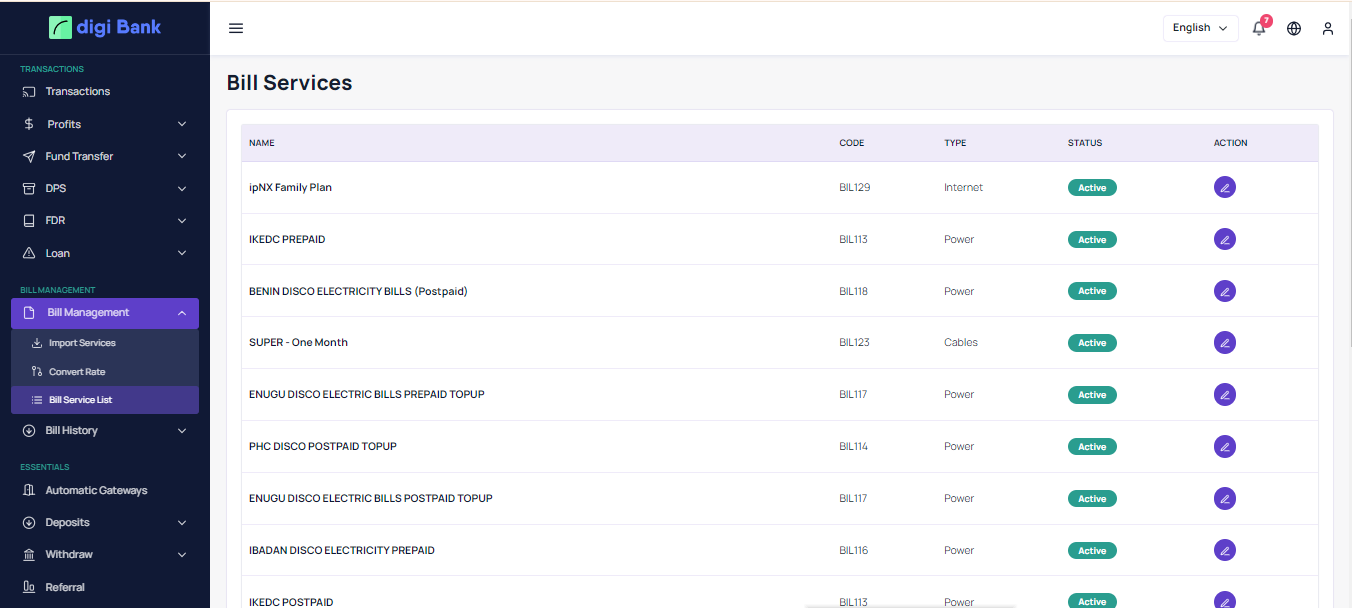 digi Bank
English
7
TRANSACTIONS
Transactions
Profits
Fund Transfer
DPS
FDR
Loan
BILL MANAGEMENT
Bill Management
Import Services
Convert Rate
Bill Service List
Bill History
ESSENTIALS
Automatic Gateways
Deposits
Withdraw
Referral
Bill Services
NAME CODE TYPE STATUS ACTION
ipNX Family Plan BIL129 Internet Active
IKEDC PREPAID BIL113 Power Active
BENIN DISCO ELECTRICITY BILLS (Postpaid) BIL118 Power Active
SUPER - One Month BIL123 Cables Active
ENUGU DISCO ELECTRIC BILLS PREPAID TOPUP BIL117 Power Active
PHC DISCO POSTPAID TOPUP BIL114 Power Active
ENUGU DISCO ELECTRIC BILLS POSTPAID TOPUP BIL117 Power Active
IBADAN DISCO ELECTRICITY PREPAID BIL116 Power Active
IKEDC POSTPAID BIL113 Power Active